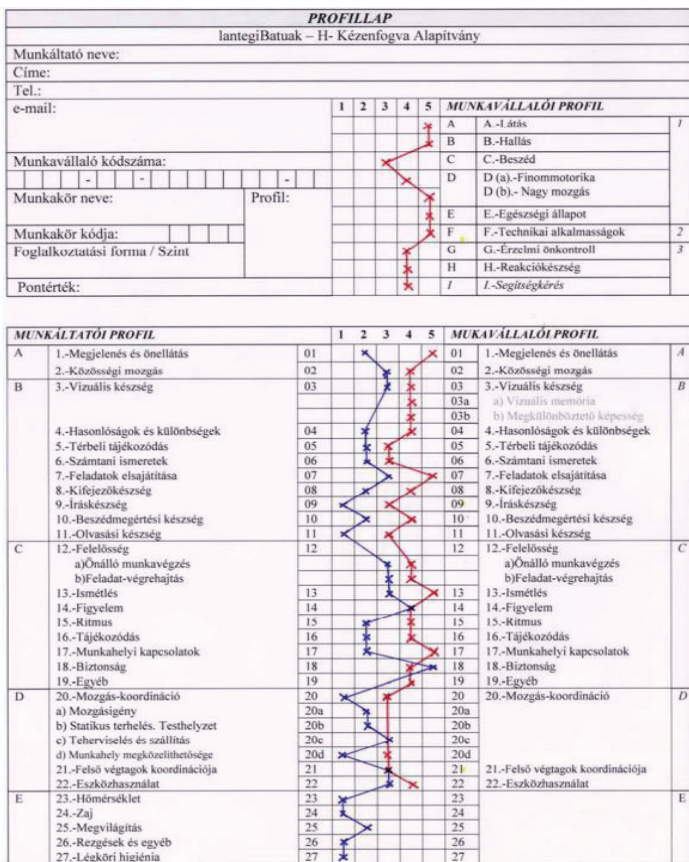 PROFILLAP
lantegiBatuak – H- Kézenfogva Alapítvány
Munkáltató neve:
Címe:
Tel.:
e-mail:
1 2 3 4 5 MUNKAVÁLLALÓI PROFIL
A A.-Látás 1
B B.-Hallás
Munkavállaló kódszáma: C C.-Beszéd
- - - D D (a).-Finommotorika
Munkakör neve: Profil: D (b).- Nagy mozgás
E E.-Egészségi állapot
Munkakör kódja: F F.-Technikai alkalmasságok 2
Foglalkoztatási forma / Szint G G.-Érzelmi önkontroll 3
H H.-Reakciókészség
Pontérték: I I.-Segítségkérés
MUNKÁLTATÓI PROFIL 1 2 3 4 5 MUKAVÁLLALÓI PROFIL
A 1.-Megjelenés és önellátás 01 01 1.-Megjelenés és önellátás A
2.-Közösségi mozgás 02 02 2.-Közösségi mozgás
B 3.-Vizuális készség 03 03 3.-Vizuális készség B
03a a) Vizuális memória
03b b) Megkülönböztető képesség
4.-Hasonlóságok és különbségek 04 04 4.-Hasonlóságok és különbségek
5.-Térbeli tájékozódás 05 05 5.-Térbeli tájékozódás
6.-Számtani ismeretek 06 06 6.-Számtani ismeretek
7.-Feladatok elsajátítása 07 07 7.-Feladatok elsajátítása
8.-Kifejezőkészség 08 08 8.-Kifejezőkészség
9.-Íráskészség 09 09 9.-Íráskészség
10.-Beszédmegértési készség 10 10 10.-Beszédmegértési készség
11.-Olvasási készség 11 11 11.-Olvasási készség
C 12.-Felelősség 12 12 12.-Felelősség C
a)Önálló munkavégzés a)Önálló munkavégzés
b)Feladat-végrehajtás b)Feladat-végrehajtás
13.-Ismétlés 13 13 13.-Ismétlés
14.-Figyelem 14 14 14.-Figyelem
15.-Ritmus 15 15 15.-Ritmus
16.-Tájékozódás 16 16 16.-Tájékozódás
17.-Munkahelyi kapcsolatok 17 17 17.-Munkahelyi kapcsolatok
18.-Biztonság 18 18 18.-Biztonság
19.-Egyéb 19 19 19.-Egyéb
D 20.-Mozgás-koordináció 20 20 20.-Mozgás-koordináció D
a) Mozgásigény 20a 20a
b) Statikus terhelés. Testhelyzet 20b 20b
c) Teherviselés és szállítás 20c 20c
d) Munkahely megközelíthetősége 20d 20d
21.-Felső végtagok koordinációja 21 21 21.-Felső végtagok koordinációja
22.-Eszközhasználat 22 22 22.-Eszközhasználat
E 23.-Hőmérséklet 23 23 E
24.-Zaj 24 24
25.-Megvilágítás 25 25
26.-Rezgések és egyéb 26 26
27.-Légköri higiénia 27 27